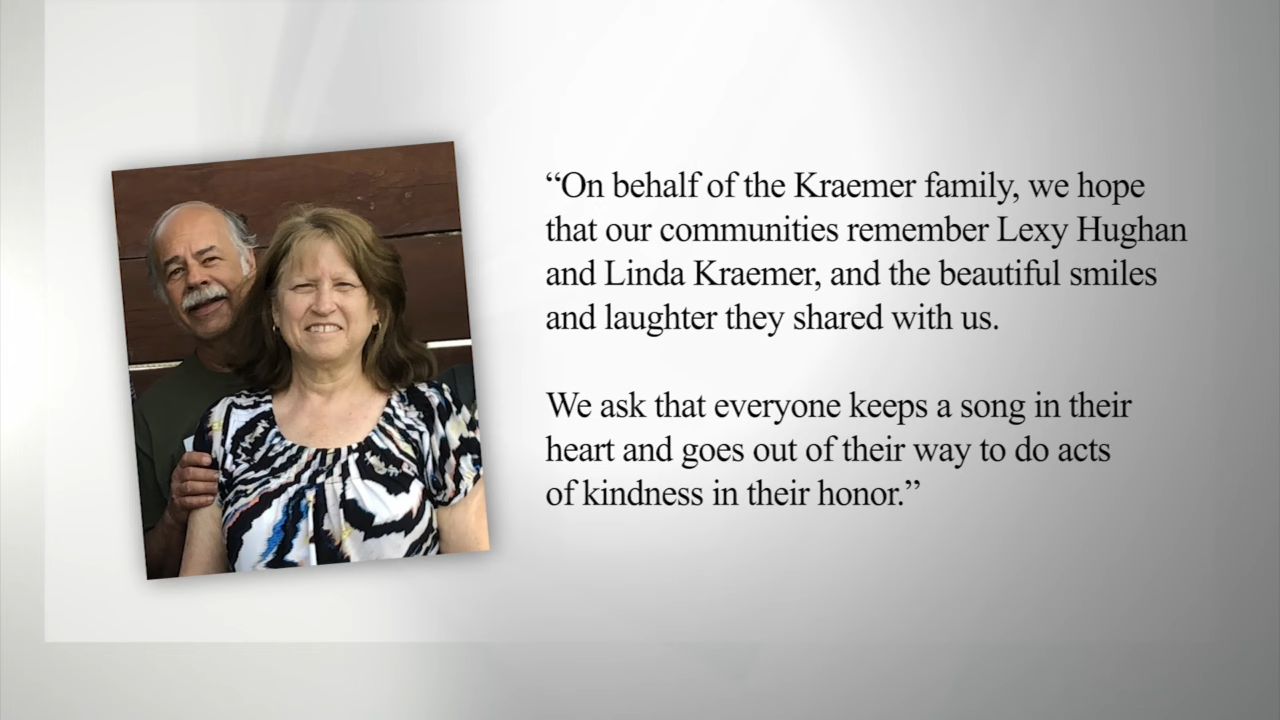 “On behalf of the Kraemer family, we hope
that our communities remember Lexy Hughan
and Linda Kraemer, and the beautiful smiles
and laughter they shared with us.
We ask that everyone keeps a song in their
heart and goes out of their way to do acts
of kindness in their honor.”